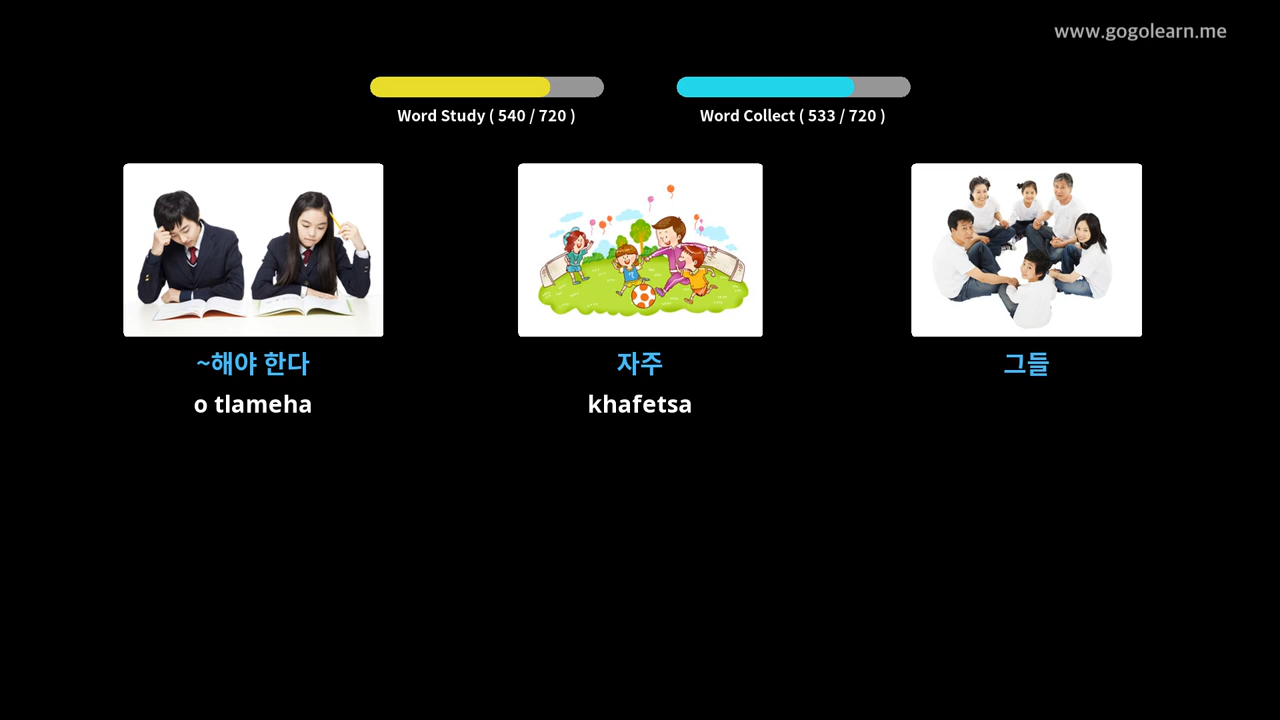 www.gogolearn.me
Word Study ( 540 / 720 )
Word Collect ( 533 / 720 )
~해야 한다
자주
그들
o tlameha
khafetsa